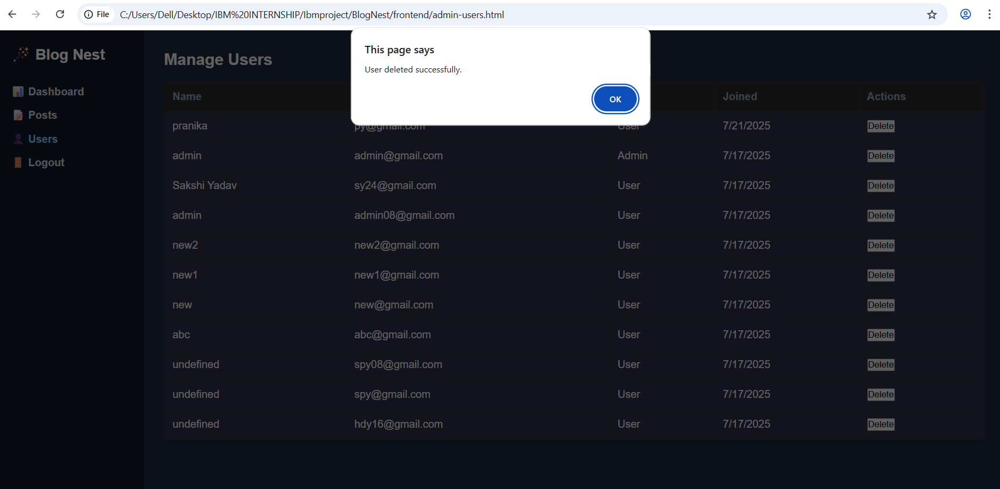 File C:/Users/Dell/Desktop/IBM%20INTERNSHIP/Ibmproject/BlogNest/frontend/admin-users.html
Blog Nest
Dashboard
Posts
Users
Logout
Manage Users
This page says
User deleted successfully.
OK
Name Joined Actions
pranika py@gmail.com User 7/21/2025 Delete
admin admin@gmail.com Admin 7/17/2025 Delete
Sakshi Yadav sy24@gmail.com User 7/17/2025 Delete
admin admin08@gmail.com User 7/17/2025 Delete
new2 new2@gmail.com User 7/17/2025 Delete
new1 new1@gmail.com User 7/17/2025 Delete
new new@gmail.com User 7/17/2025 Delete
abc abc@gmail.com User 7/17/2025 Delete
undefined spy08@gmail.com User 7/17/2025 Delete
undefined spy@gmail.com User 7/17/2025 Delete
undefined hdy16@gmail.com User 7/17/2025 Delete